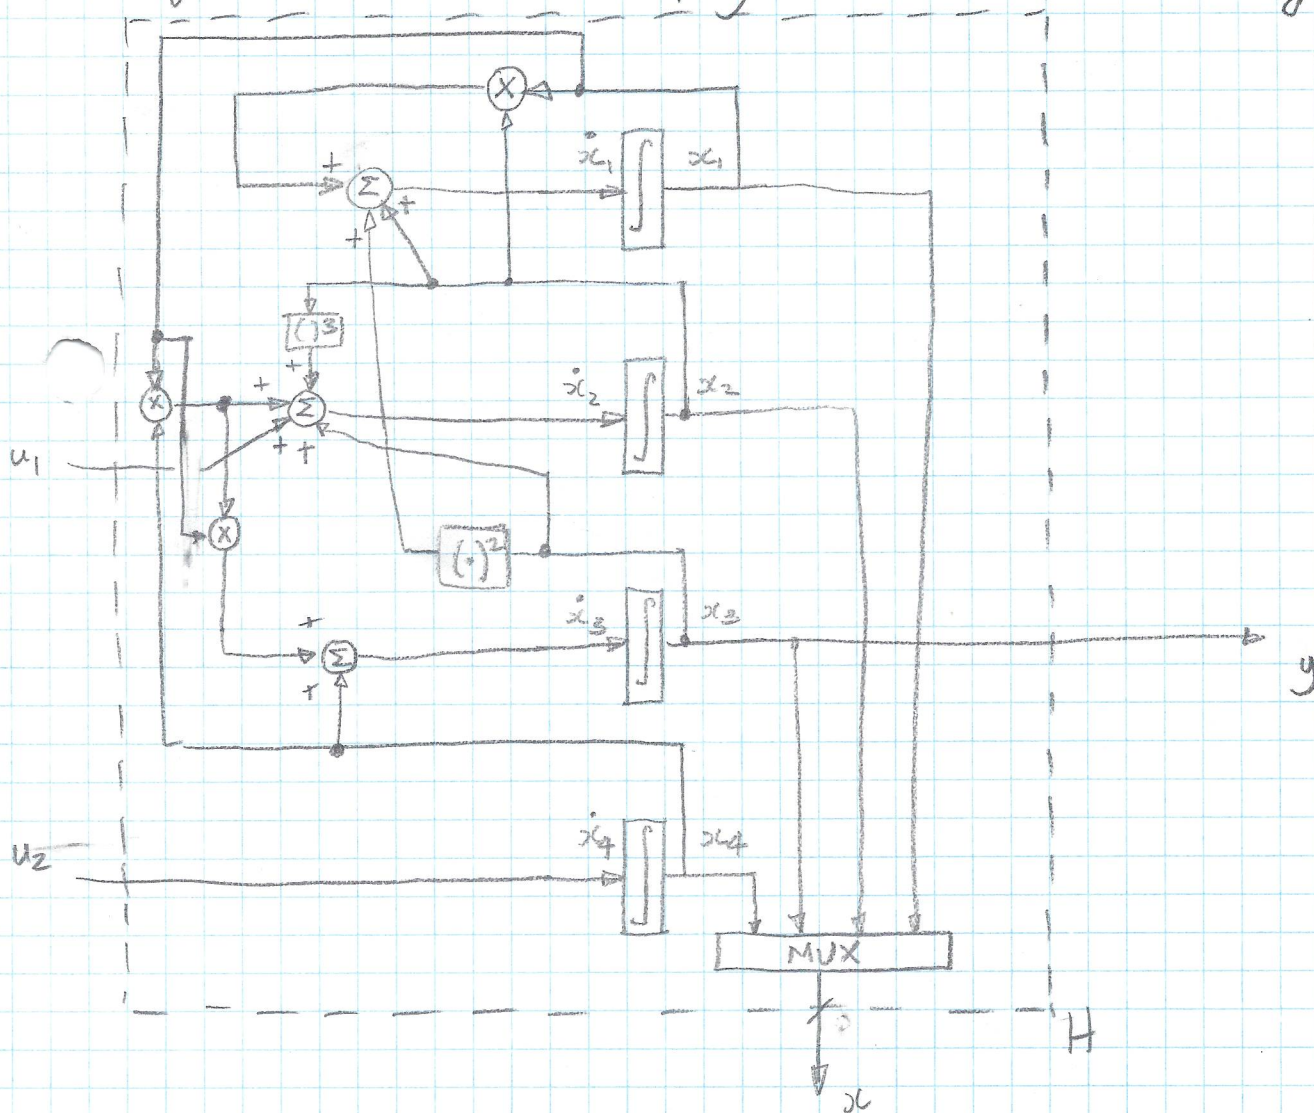 X
ẋ₁ ∫ x₁
+ Σ +
+
( )³
+
ẋ₂ ∫ x₂
X + Σ
+ +
u₁
X
(·)²
ẋ₃ ∫ x₃
+
Σ
y
+
ẋ₄ ∫ x₄
u₂
MUX
H
x